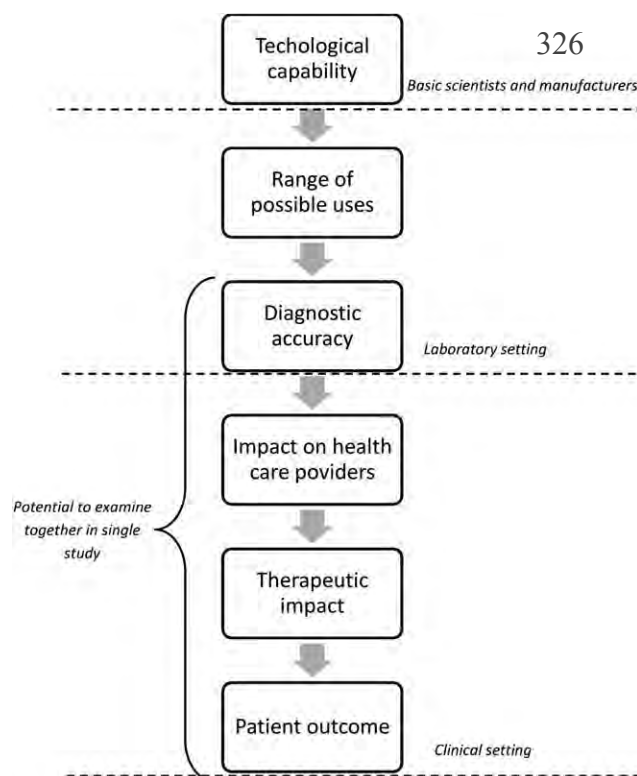 Techological
capability
326
Basic scientists and manufacturers
Range of
possible uses
Diagnostic
accuracy
Laboratory setting
Impact on health
care poviders
Potential to examine
together in single
study
Therapeutic
impact
Patient outcome
Clinical setting